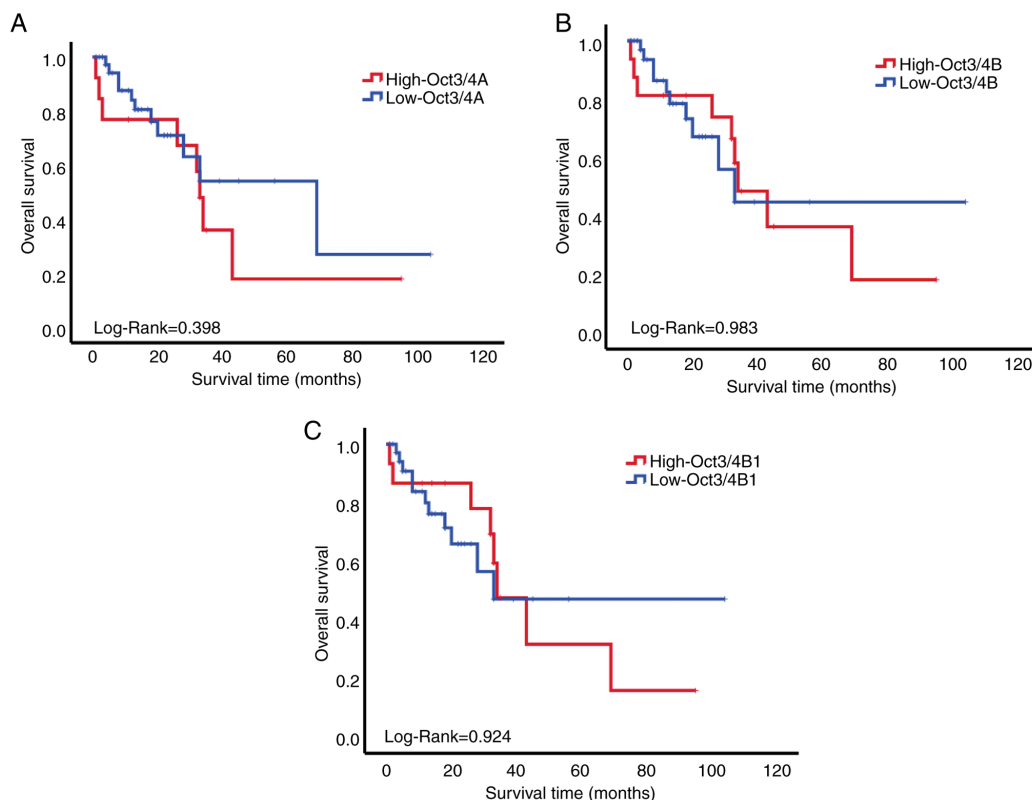 A
1.0
0.8
0.6
0.4
0.2
0.0
Overall survival
High-Oct3/4A
Low-Oct3/4A
Log-Rank=0.398
0 20 40 60 80 100 120
Survival time (months)
B
1.0
0.8
0.6
0.4
0.2
0.0
Overall survival
High-Oct3/4B
Low-Oct3/4B
Log-Rank=0.983
0 20 40 60 80 100 120
Survival time (months)
C
1.0
0.8
0.6
0.4
0.2
0.0
Overall survival
High-Oct3/4B1
Low-Oct3/4B1
Log-Rank=0.924
0 20 40 60 80 100 120
Survival time (months)